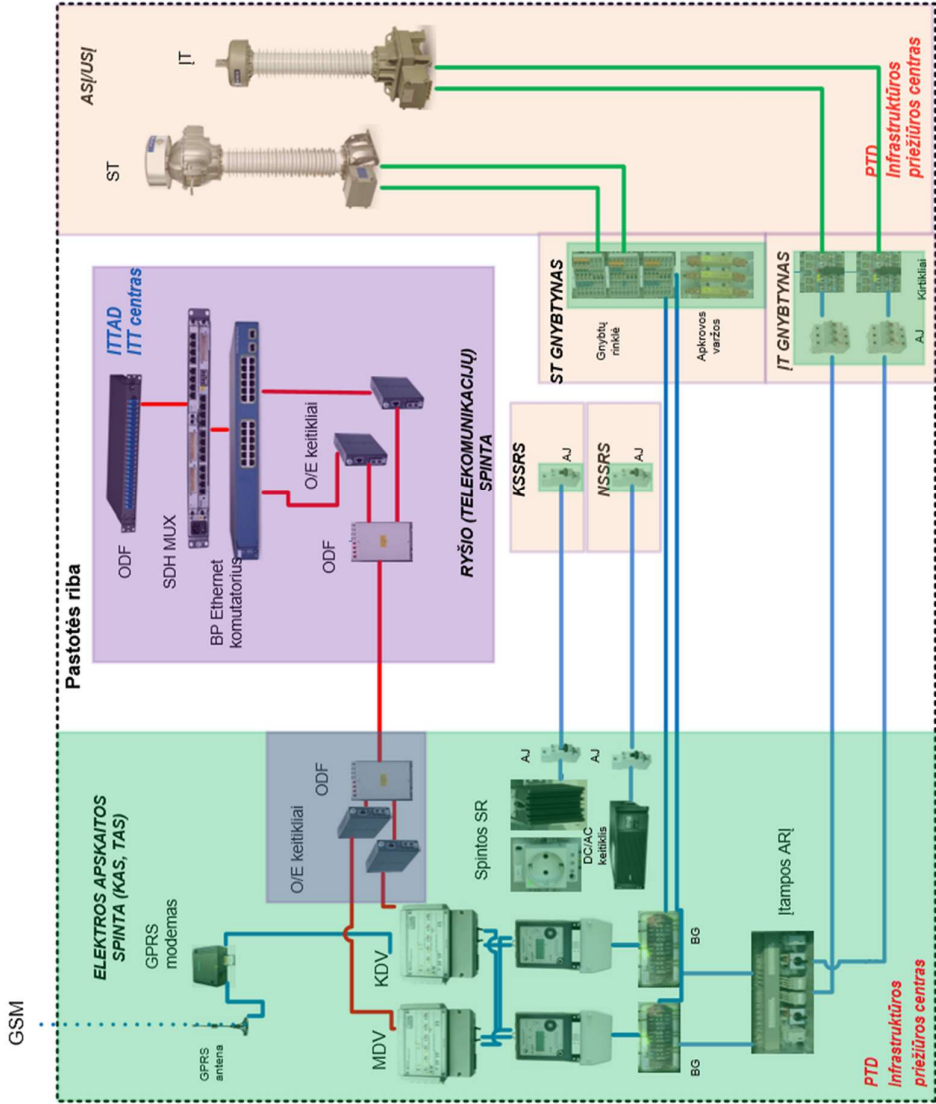 GSM
Pastotės riba
ASĮ/USĮ
ĮT
ST
PTD
Infrastruktūros
priežiūros centras
ITTAD
ITT centras
ODF
SDH MUX
BP Ethernet
komutatorius
O/E keitikliai
ODF
RYŠIO (TELEKOMUNIKACIJŲ)
SPINTA
ST GNYBTYNAS
Gnybtų
rinklė
Apkrovos
varžos
ĮT GNYBTYNAS
AJ
Kirtikliai
KSSRS
AJ
NSSRS
AJ
ELEKTROS APSKAITOS
SPINTA (KAS, TAS)
GPRS
modemas
GPRS
antena
O/E keitikliai
ODF
KDV
MDV
Spintos SR
AJ
DC/AC
keitiklis
AJ
BG
BG
Įtampos ARĮ
PTD
Infrastruktūros
priežiūros centras